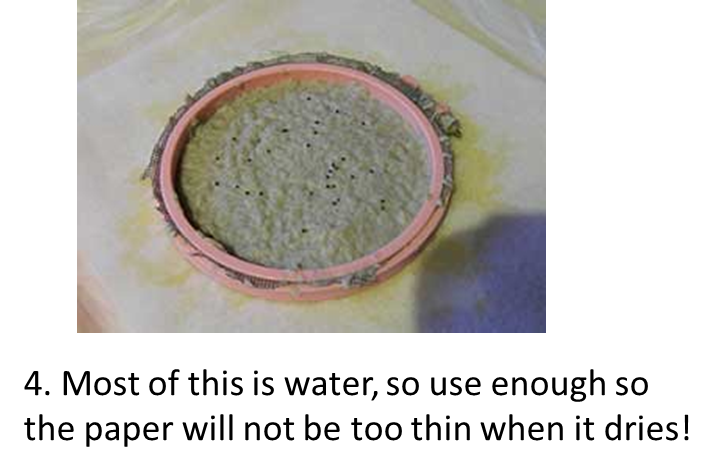 4. Most of this is water, so use enough so
the paper will not be too thin when it dries!